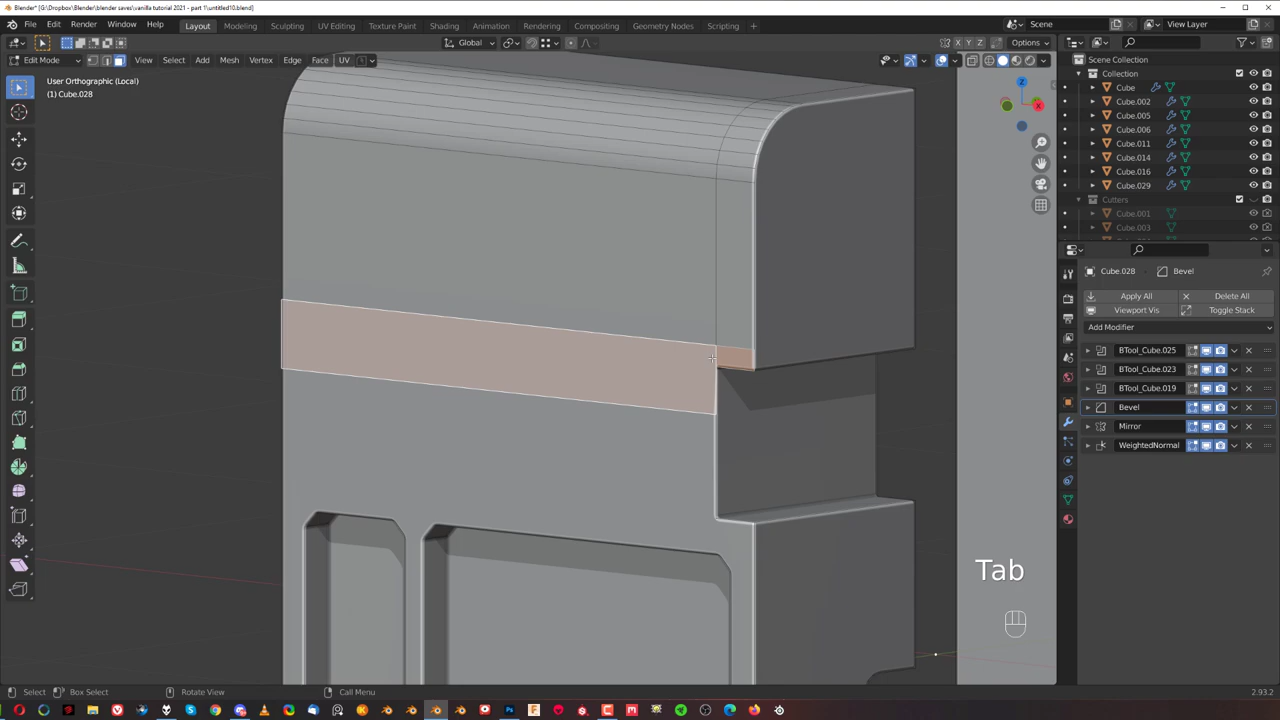 Blender* [G:\Dropbox\Blender\blender saves\vanilla tutorial 2021 - part 1\untitled10.blend]
File Edit Render Window Help Layout Modeling Sculpting UV Editing Texture Paint Shading Animation Rendering Compositing Geometry Nodes Scripting + Scene View Layer
Global X Y Z Options
Edit Mode View Select Add Mesh Vertex Edge Face UV
User Orthographic (Local)
(1) Cube.028
Z
X
Scene Collection
Collection
Cube
Cube.002
Cube.005
Cube.006
Cube.011
Cube.014
Cube.016
Cube.029
Cutters
Cube.001
Cube.003
Cube.028 Bevel
Apply All Delete All
Viewport Vis Toggle Stack
Add Modifier
BTool_Cube.025
BTool_Cube.023
BTool_Cube.019
Bevel
Mirror
WeightedNormal
Tab
Select Box Select Rotate View Call Menu 2.93.2